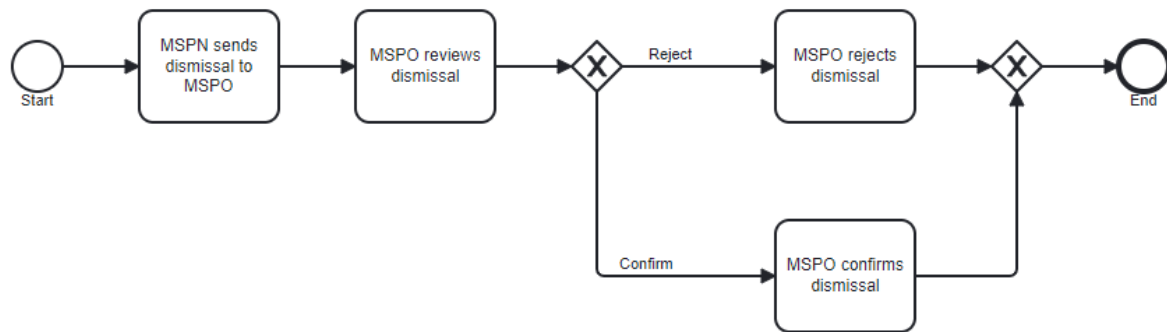 MSPN sends
dismissal to
MSPO
MSPO reviews
dismissal
Reject
MSPO rejects
dismissal
Start
End
Confirm
MSPO confirms
dismissal